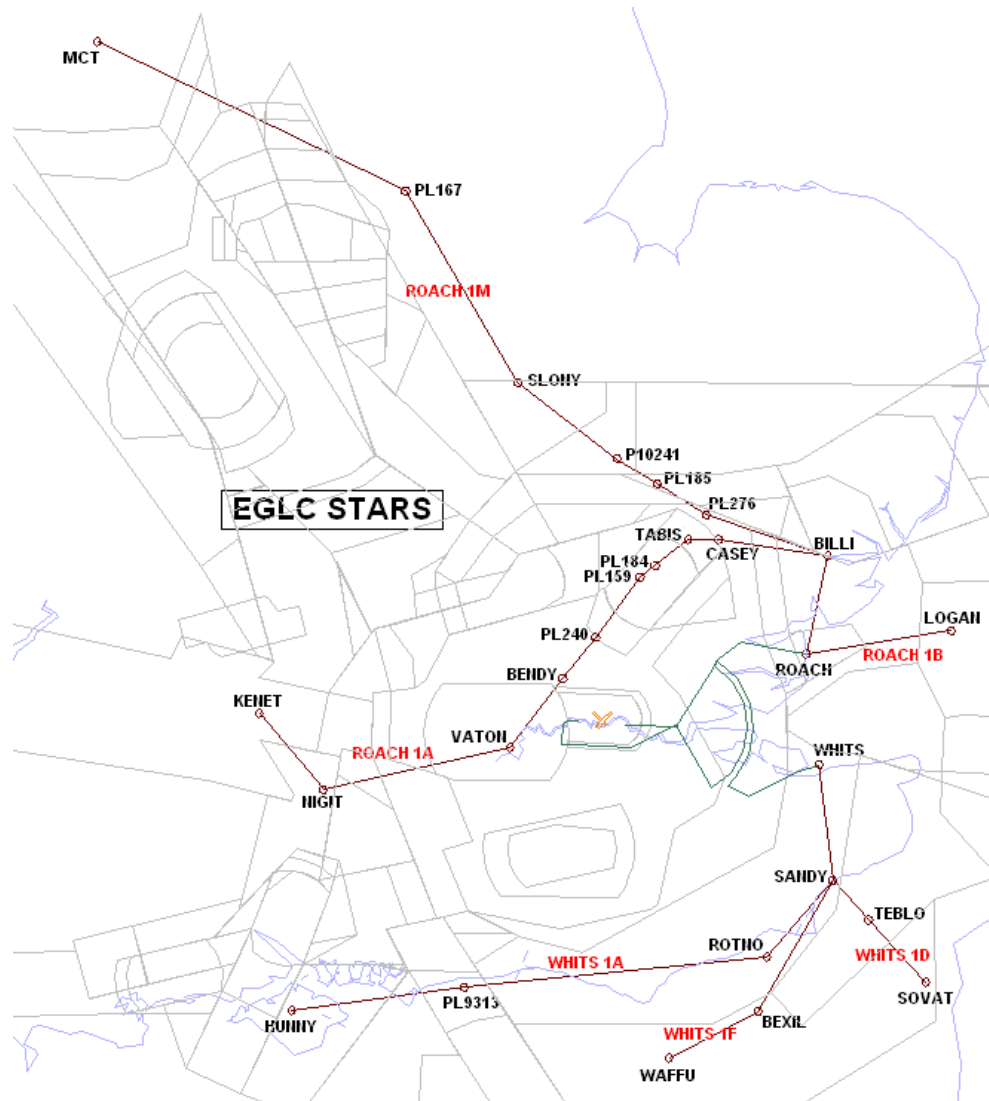 MCT
PL167
ROACH 1M
SLONY
P10241
PL185
EGLC STARS
PL276
TABIS
CASEY
BILLI
PL184
PL159
LOGAN
PL240
ROACH
ROACH 1B
BENDY
KENET
VATON
ROACH 1A
WHITS
NIGIT
SANDY
TEBLO
ROTNO
WHITS 1A
WHITS 1D
PL9313
SOVAT
HUNNY
BEXIL
WHITS 1F
WAFFU